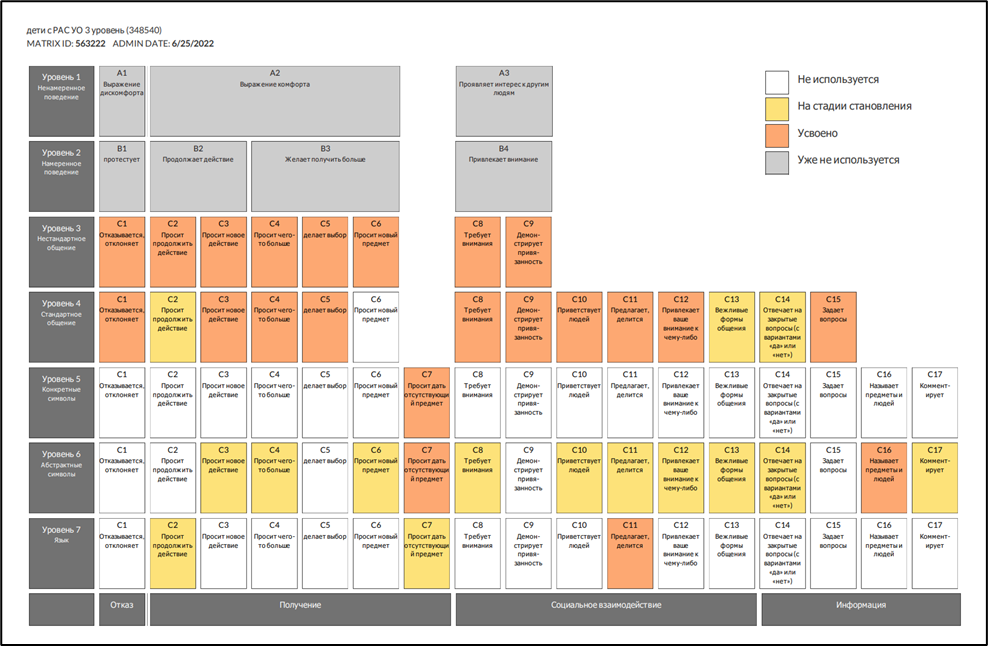 дети с РАС УО 3 уровень (348540)
MATRIX ID: 563222 ADMIN DATE: 6/25/2022
Уровень 1
Ненамеренное
поведение
A1
Выражение
дискомфорта
A2
Выражение комфорта
A3
Проявляет интерес к другим
людям
Не используется
На стадии становления
Усвоено
Уже не используется
Уровень 2
Намеренное
поведение
B1
протестует
B2
Продолжает действие
B3
Желает получить больше
B4
Привлекает внимание
Уровень 3
Нестандартное
общение
C1
Отказывается,
отклоняет
C2
Просит
продолжить
действие
C3
Просит новое
действие
C4
Просит чего-
то больше
C5
делает выбор
C6
Просит новый
предмет
C8
Требует
внимания
C9
Демон-
стрирует
привя-
занность
Уровень 4
Стандартное
общение
C1
Отказывается,
отклоняет
C2
Просит
продолжить
действие
C3
Просит новое
действие
C4
Просит чего-
то больше
C5
делает выбор
C6
Просит новый
предмет
C8
Требует
внимания
C9
Демон-
стрирует
привя-
занность
C10
Приветствует
людей
C11
Предлагает,
делится
C12
Привлекает
ваше
внимание к
чему-либо
C13
Вежливые
формы
общения
C14
Отвечает на
закрытые
вопросы (с
вариантами
«да» или
«нет»)
C15
Задает
вопросы
Уровень 5
Конкретные
символы
C1
Отказывается,
отклоняет
C2
Просит
продолжить
действие
C3
Просит новое
действие
C4
Просит чего-
то больше
C5
делает выбор
C6
Просит новый
предмет
C7
Просит дать
отсутствующи
й предмет
C8
Требует
внимания
C9
Демон-
стрирует
привя-
занность
C10
Приветствует
людей
C11
Предлагает,
делится
C12
Привлекает
ваше
внимание к
чему-либо
C13
Вежливые
формы
общения
C14
Отвечает на
закрытые
вопросы (с
вариантами
«да» или
«нет»)
C15
Задает
вопросы
C16
Называет
предметы и
людей
C17
Коммент-
ирует
Уровень 6
Абстрактные
символы
C1
Отказывается,
отклоняет
C2
Просит
продолжить
действие
C3
Просит новое
действие
C4
Просит чего-
то больше
C5
делает выбор
C6
Просит новый
предмет
C7
Просит дать
отсутствующи
й предмет
C8
Требует
внимания
C9
Демон-
стрирует
привя-
занность
C10
Приветствует
людей
C11
Предлагает,
делится
C12
Привлекает
ваше
внимание к
чему-либо
C13
Вежливые
формы
общения
C14
Отвечает на
закрытые
вопросы (с
вариантами
«да» или
«нет»)
C15
Задает
вопросы
C16
Называет
предметы и
людей
C17
Коммент-
ирует
Уровень 7
Язык
C1
Отказывается,
отклоняет
C2
Просит
продолжить
действие
C3
Просит новое
действие
C4
Просит чего-
то больше
C5
делает выбор
C6
Просит новый
предмет
C7
Просит дать
отсутствующи
й предмет
C8
Требует
внимания
C9
Демон-
стрирует
привя-
занность
C10
Приветствует
людей
C11
Предлагает,
делится
C12
Привлекает
ваше
внимание к
чему-либо
C13
Вежливые
формы
общения
C14
Отвечает на
закрытые
вопросы (с
вариантами
«да» или
«нет»)
C15
Задает
вопросы
C16
Называет
предметы и
людей
C17
Коммент-
ирует
Отказ
Получение
Социальное взаимодействие
Информация